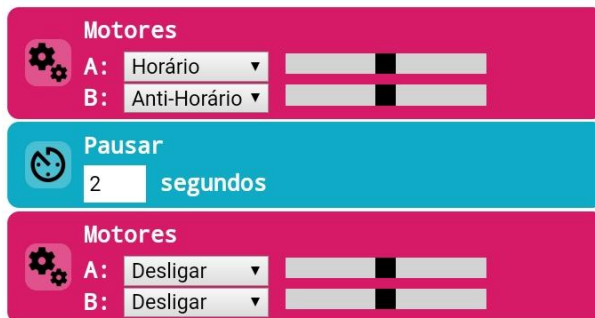 Motores
A: Horário
B: Anti-Horário
Pausar
2 segundos
Motores
A: Desligar
B: Desligar